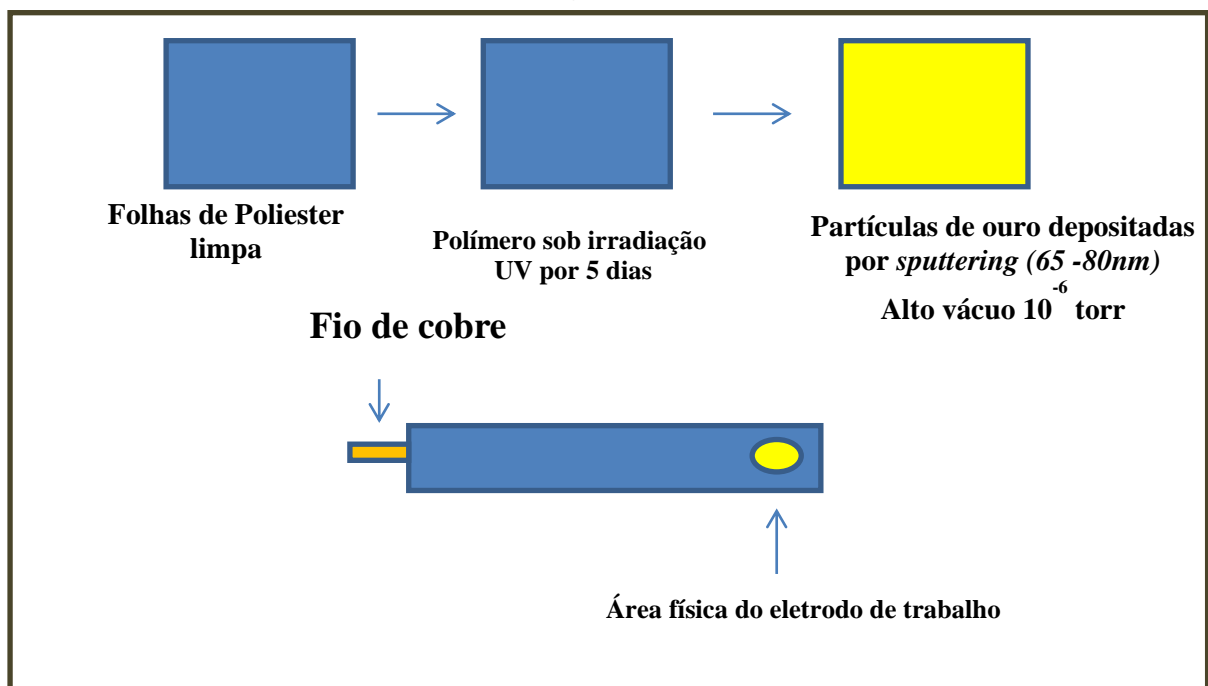 Folhas de Poliester
limpa
Polímero sob irradiação
UV por 5 dias
Partículas de ouro depositadas
por sputtering (65 -80nm)
Alto vácuo 10-6 torr
Fio de cobre
Área física do eletrodo de trabalho